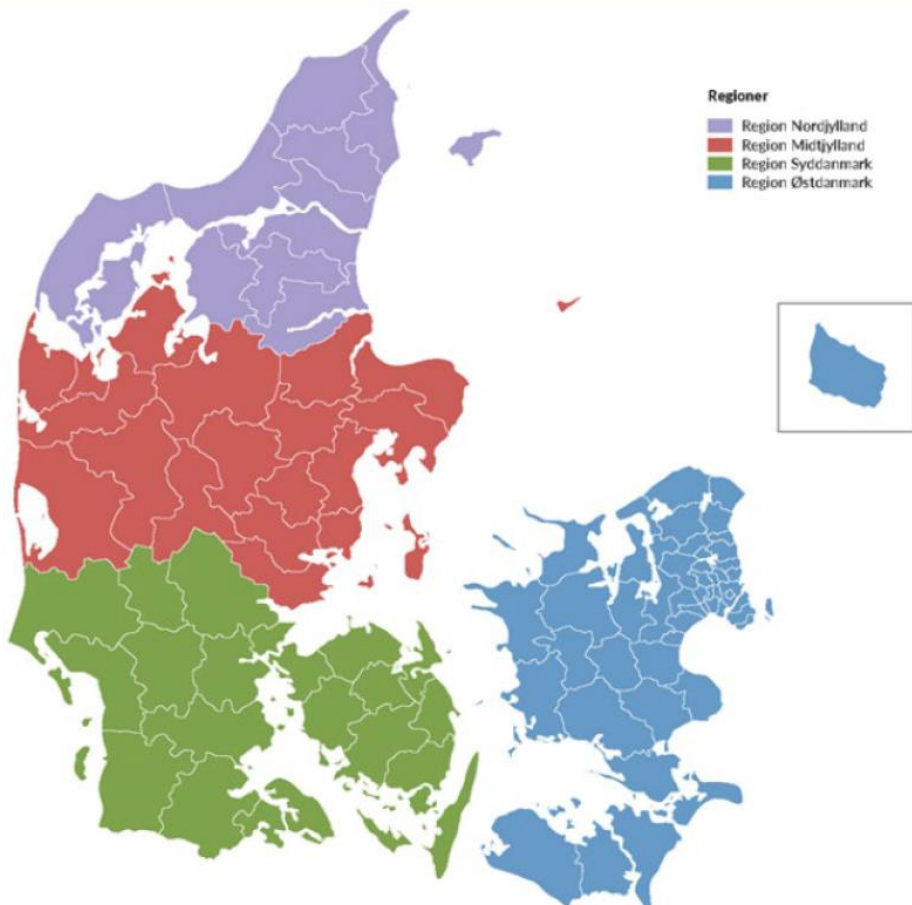 Regioner
Region Nordjylland
Region Midtjylland
Region Syddanmark
Region Østdanmark